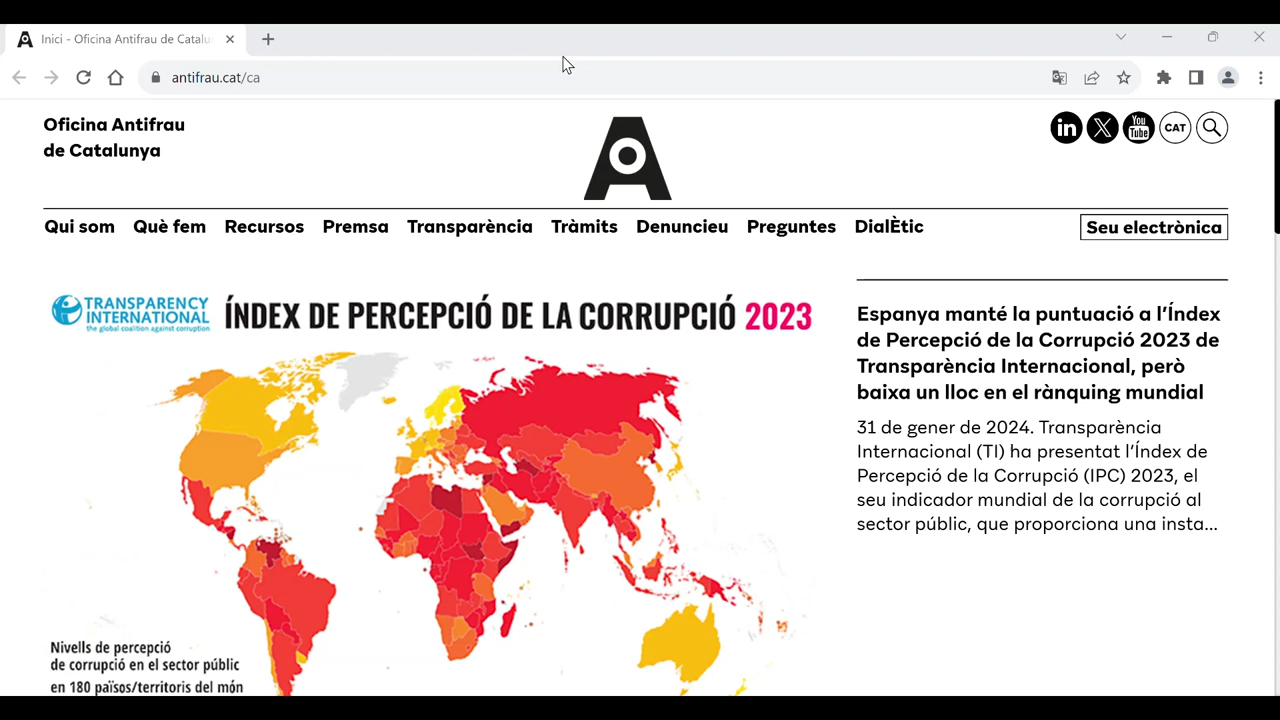 Inici - Oficina Antifrau de Catalu
antifrau.cat/ca
Oficina Antifrau
de Catalunya
A
in X You Tube CAT
Qui som Què fem Recursos Premsa Transparència Tràmits Denuncieu Preguntes DialÈtic Seu electrònica
TRANSPARENCY
INTERNATIONAL
the global coalition against corruption
ÍNDEX DE PERCEPCIÓ DE LA CORRUPCIÓ 2023
Nivells de percepció
de corrupció en el sector públic
en 180 països/territoris del món
Espanya manté la puntuació a l’Índex
de Percepció de la Corrupció 2023 de
Transparència Internacional, però
baixa un lloc en el rànquing mundial
31 de gener de 2024. Transparència
Internacional (TI) ha presentat l’Índex de
Percepció de la Corrupció (IPC) 2023, el
seu indicador mundial de la corrupció al
sector públic, que proporciona una insta...